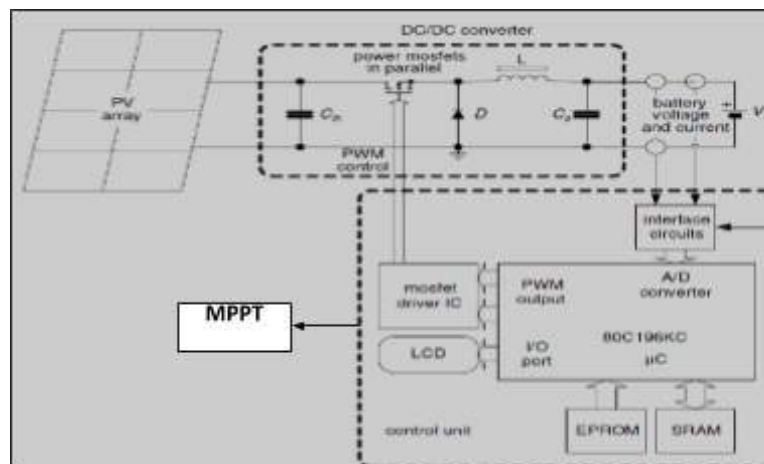 DC/DC converter
power mosfets
in parallel
L
PV
array
Cin
D
Co
battery
voltage
and current
+
V
PWM
control
interface
circuits
mosfet
driver IC
PWM
output
A/D
converter
MPPT
LCD
I/O
port
80C196KC
µC
control unit
EPROM
SRAM